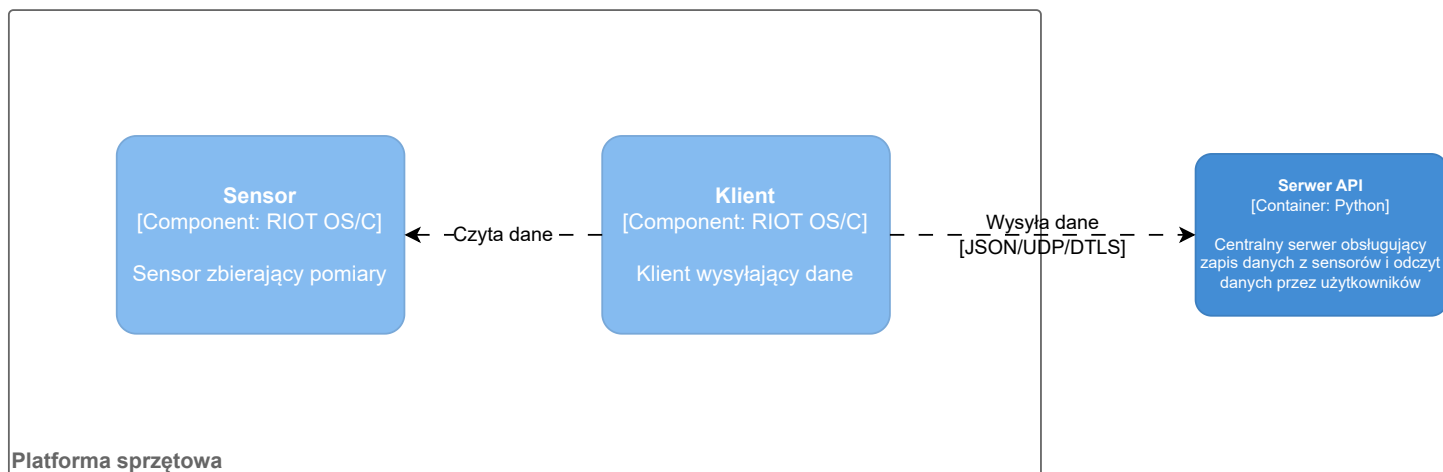 Sensor
[Component: RIOT OS/C]
Sensor zbierający pomiary
Czyta dane
Klient
[Component: RIOT OS/C]
Klient wysyłający dane
Wysyła dane
[JSON/UDP/DTLS]
Serwer API
[Container: Python]
Centralny serwer obsługujący
zapis danych z sensorów i odczyt
danych przez użytkowników
Platforma sprzętowa